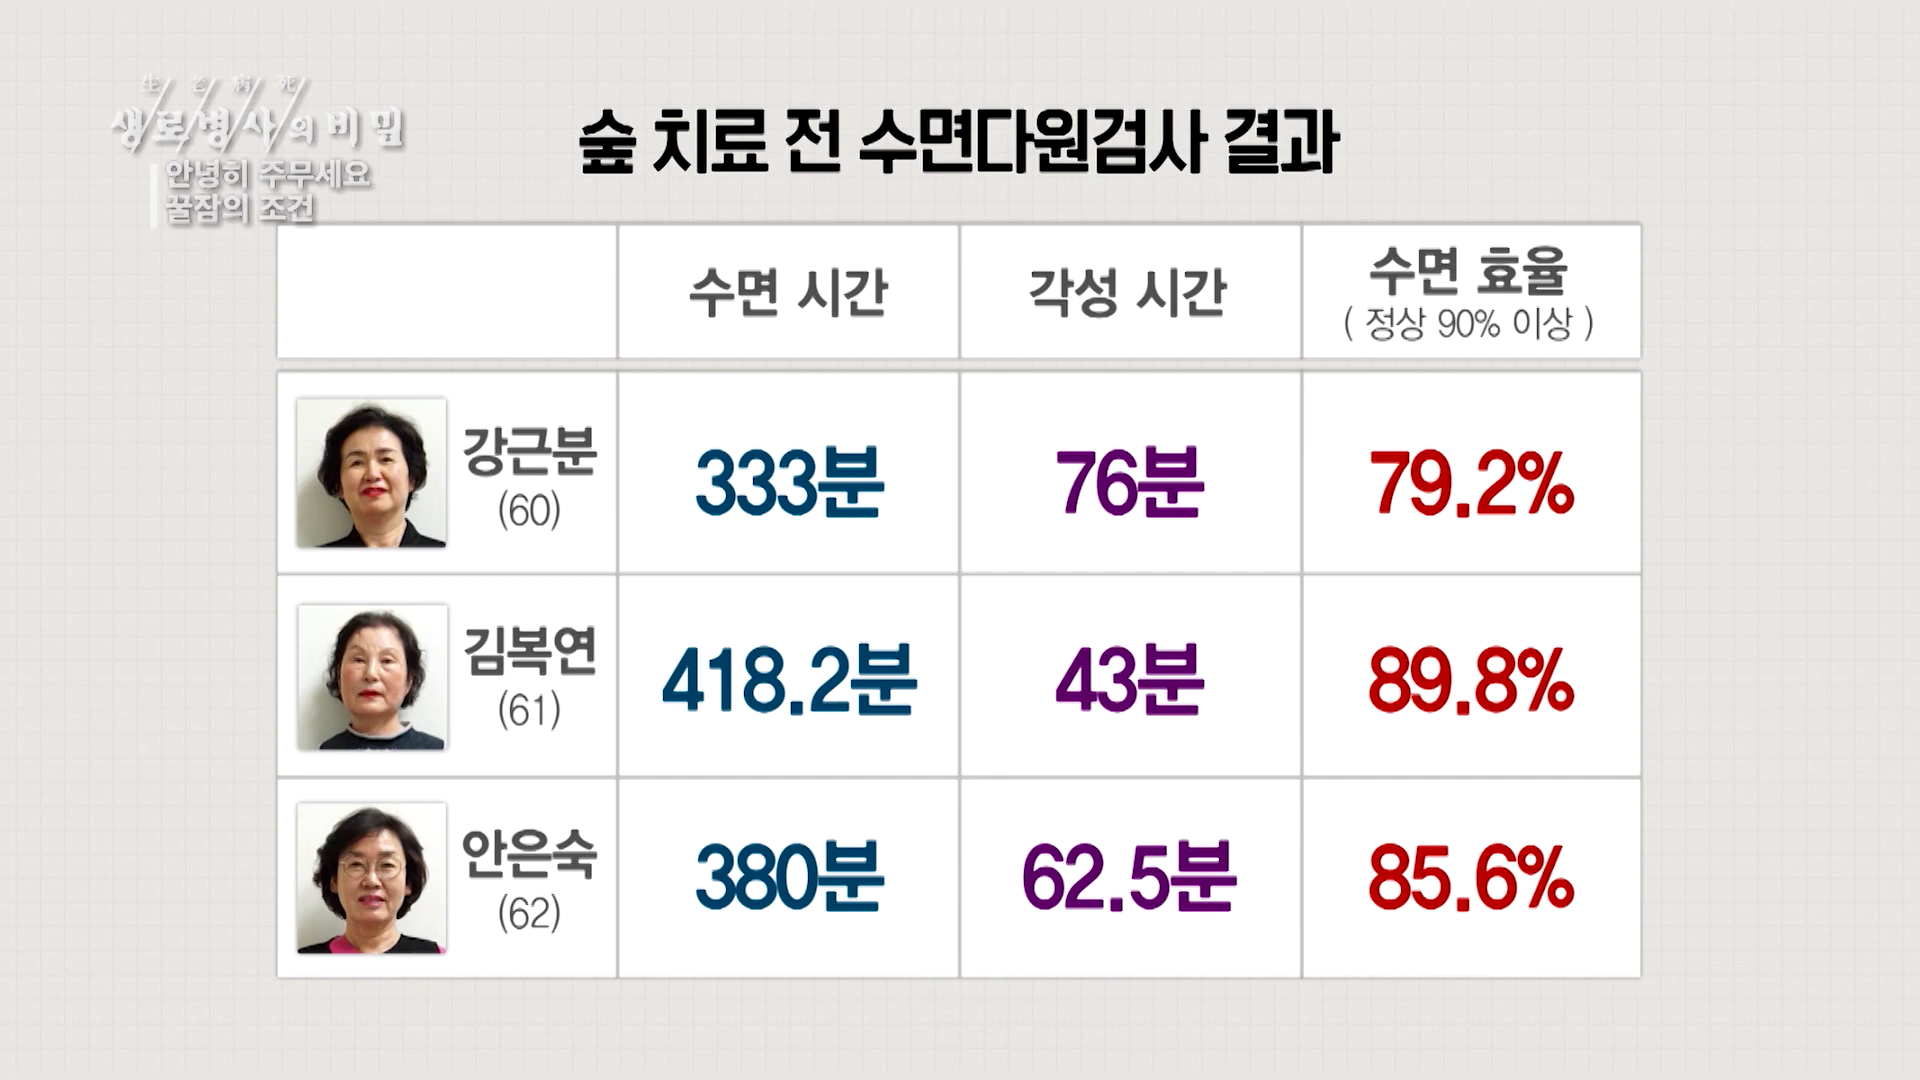 生老病死
생로병사의 비밀
안녕히 주무세요
꿀잠의 조건
숲 치료 전 수면다원검사 결과
수면 시간
각성 시간
수면 효율
( 정상 90% 이상 )
강근분
(60)
333분
76분
79.2%
김복연
(61)
418.2분
43분
89.8%
안은숙
(62)
380분
62.5분
85.6%